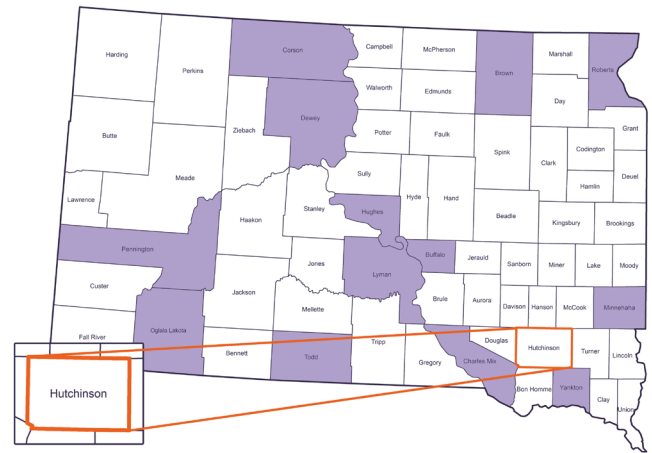 Harding
Perkins
Corson
Campbell
McPherson
Brown
Marshall
Roberts
Walworth
Edmunds
Day
Dewey
Ziebach
Butte
Potter
Faulk
Grant
Spink
Codington
Clark
Deuel
Meade
Sully
Hamlin
Lawrence
Hyde
Hand
Stanley
Hughes
Haakon
Beadle
Kingsbury
Brookings
Pennington
Buffalo
Jerauld
Sanborn
Miner
Lake
Moody
Jones
Lyman
Custer
Jackson
Brule
Aurora
Davison
Hanson
McCook
Minnehaha
Mellette
Oglala Lakota
Fall River
Tripp
Douglas
Hutchinson
Turner
Lincoln
Bennett
Todd
Gregory
Charles Mix
Bon Homme
Yankton
Clay
Union
Hutchinson